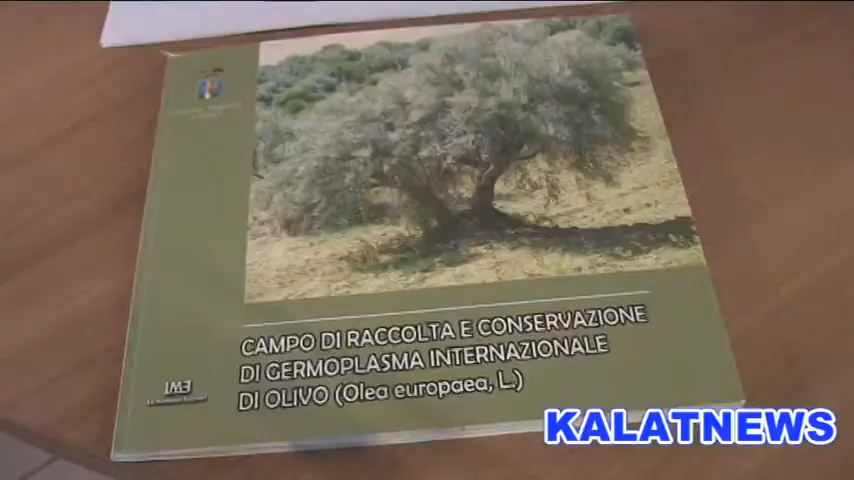 CAMPO DI RACCOLTA E CONSERVAZIONE
DI GERMOPLASMA INTERNAZIONALE
DI OLIVO (Olea europaea, L.)
KALATNEWS